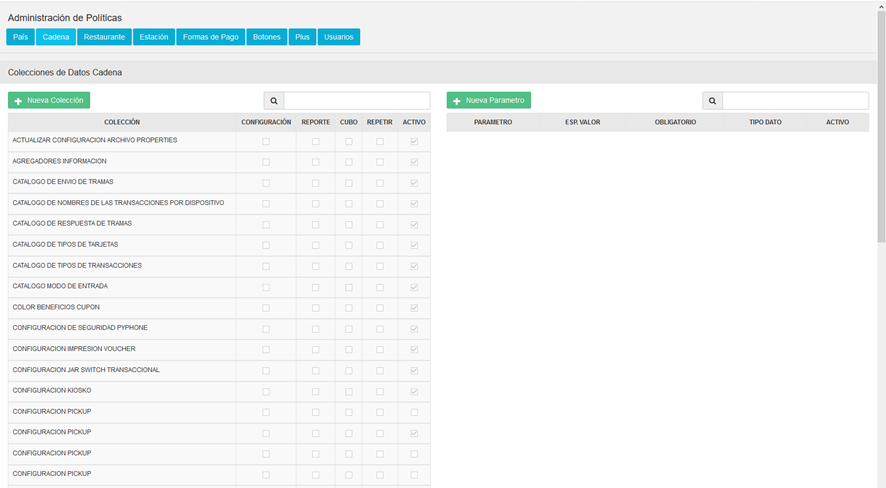 Administración de Políticas
País Cadena Restaurante Estación Formas de Pago Botones Plus Usuarios
Colecciones de Datos Cadena
Nueva Colección
COLECCIÓN CONFIGURACIÓN REPORTE CUBO REPETIR ACTIVO
ACTUALIZAR CONFIGURACION ARCHIVO PROPERTIES
AGREGADORES INFORMACION
CATALOGO DE ENVIO DE TRAMAS
CATALOGO DE NOMBRES DE LAS TRANSACCIONES POR DISPOSITIVO
CATALOGO DE RESPUESTA DE TRAMAS
CATALOGO DE TIPOS DE TARJETAS
CATALOGO DE TIPOS DE TRANSACCIONES
CATALOGO MODO DE ENTRADA
COLOR BENEFICIOS CUPON
CONFIGURACION DE SEGURIDAD PYPHONE
CONFIGURACION IMPRESION VOUCHER
CONFIGURACION JAR SWITCH TRANSACCIONAL
CONFIGURACION KIOSKO
CONFIGURACION PICKUP
CONFIGURACION PICKUP
CONFIGURACION PICKUP
CONFIGURACION PICKUP
Nueva Parametro
PARAMETRO ESP. VALOR OBLIGATORIO TIPO DATO ACTIVO